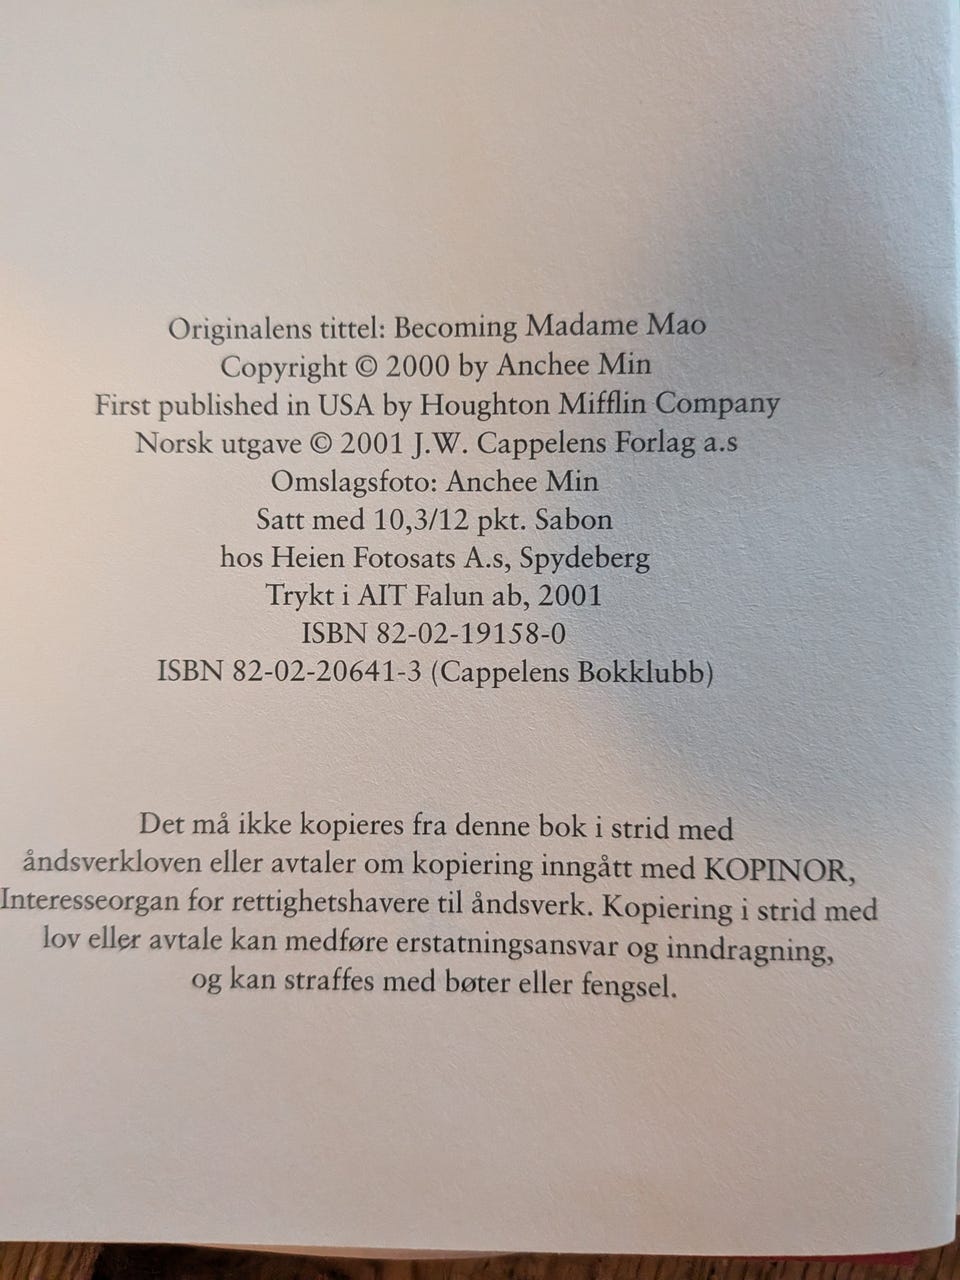 Originalens tittel: Becoming Madame Mao
Copyright © 2000 by Anchee Min
First published in USA by Houghton Mifflin Company
Norsk utgave © 2001 J.W. Cappelens Forlag a.s
Omslagsfoto: Anchee Min
Satt med 10,3/12 pkt. Sabon
hos Heien Fotosats A.s, Spydeberg
Trykt i AIT Falun ab, 2001
ISBN 82-02-19158-0
ISBN 82-02-20641-3 (Cappelens Bokklubb)
Det må ikke kopieres fra denne bok i strid med
åndsverkloven eller avtaler om kopiering inngått med KOPINOR,
Interesseorgan for rettighetshavere til åndsverk. Kopiering i strid med
lov eller avtale kan medføre erstatningsansvar og inndragning,
og kan straffes med bøter eller fengsel.